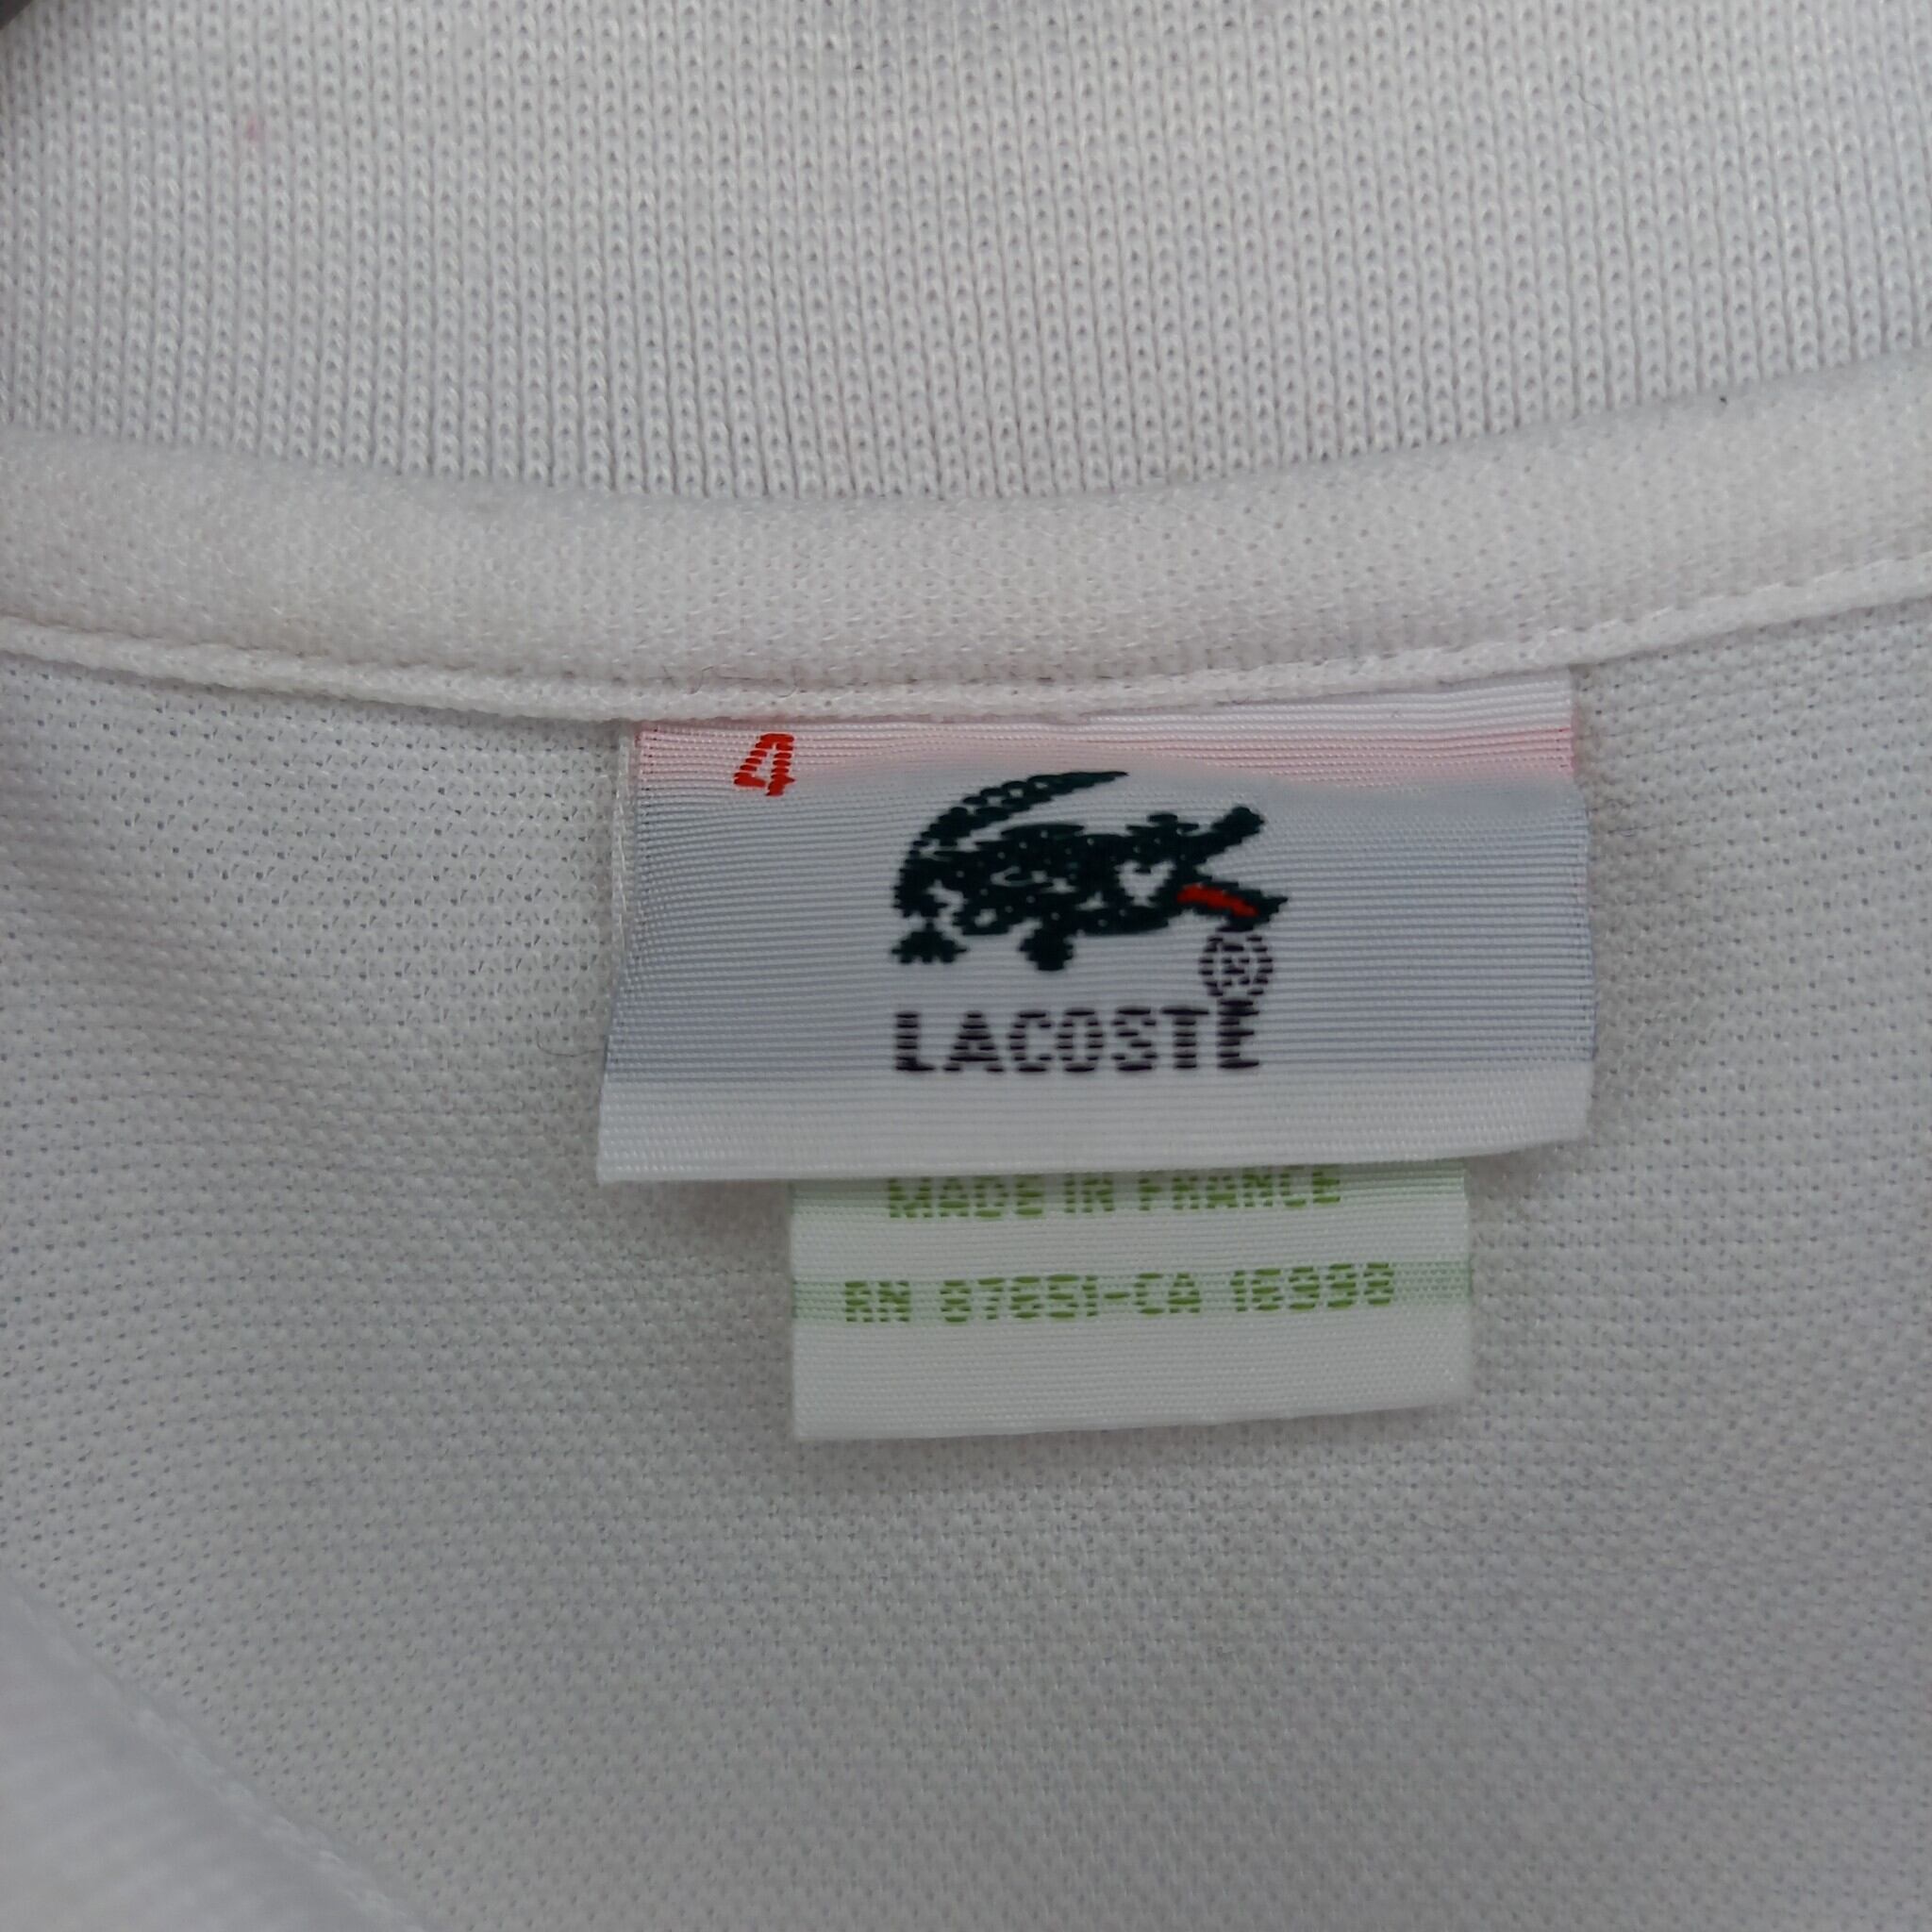 4
LACOSTE®
MADE IN FRANCE
RN 87651-CA 16998